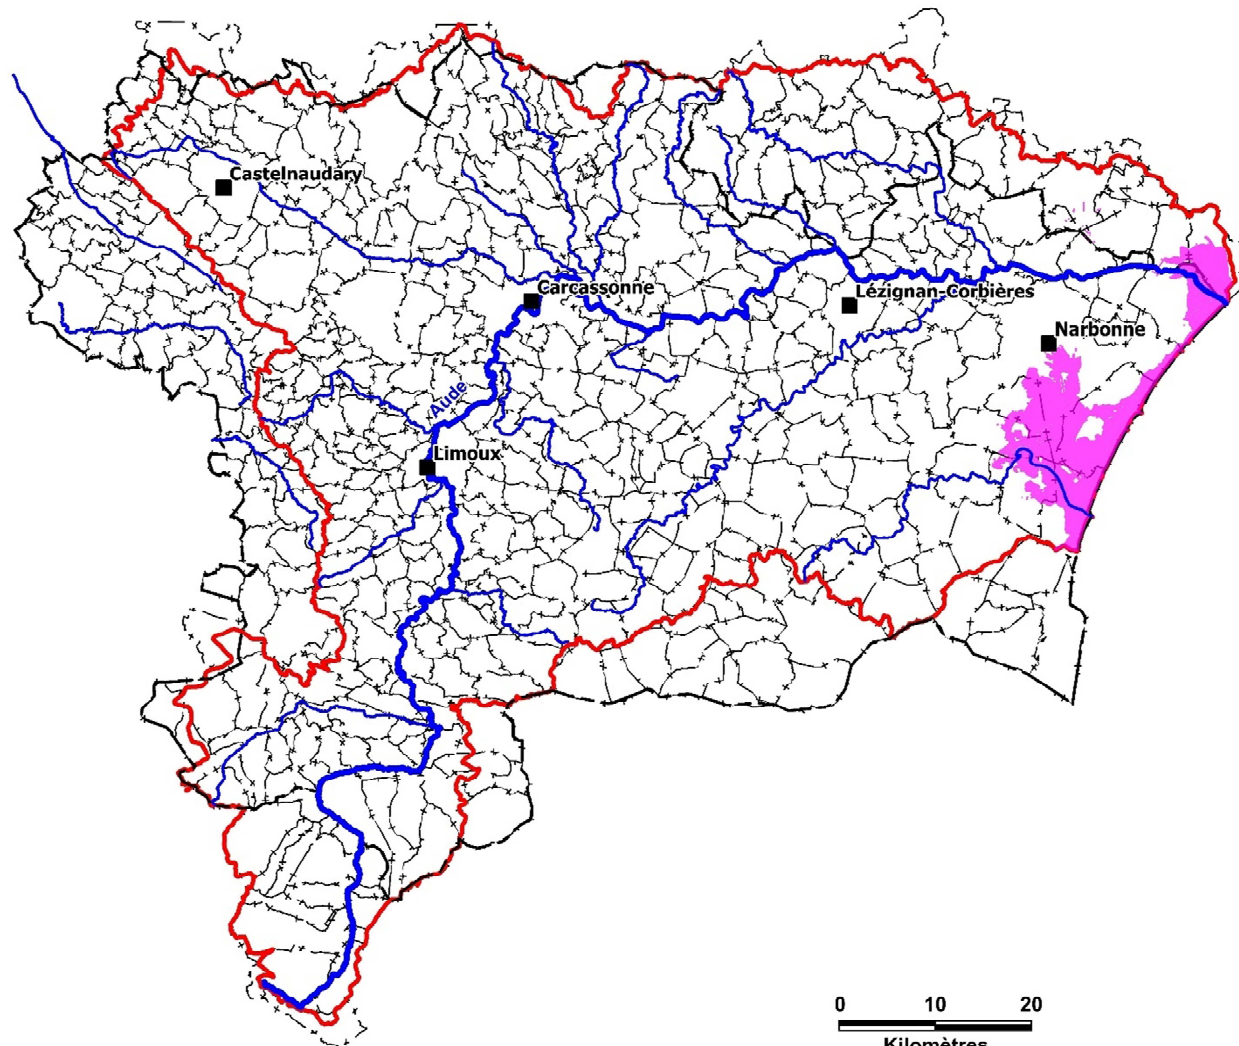 Castelnaudary
Carcassonne
Lézignan-Corbières
Narbonne
Aude
Limoux
0 10 20
Kilomètres